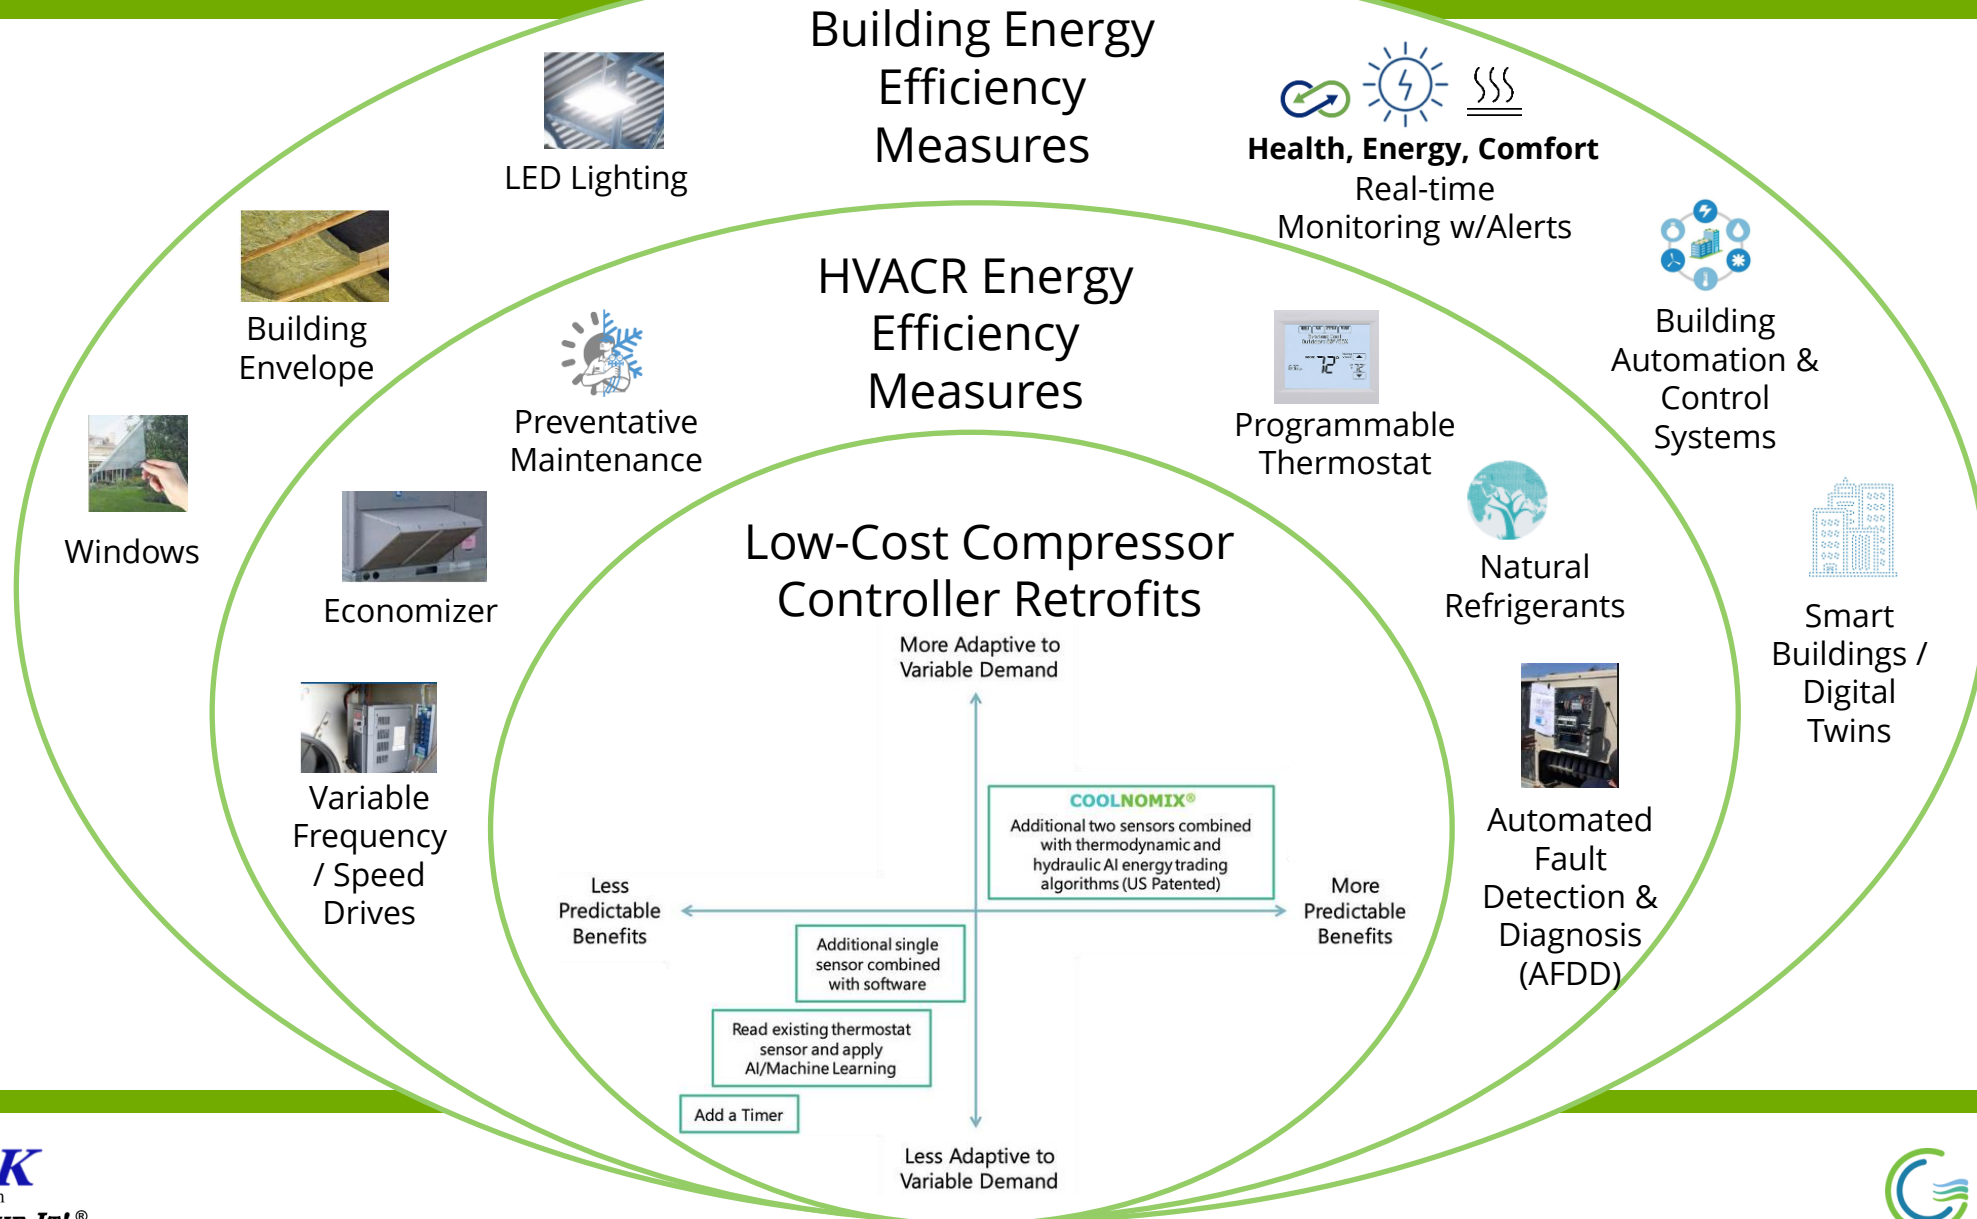 Building Energy
Efficiency
Measures
LED Lighting
Health, Energy, Comfort
Real-time
Monitoring w/Alerts
Building
Envelope
Building
Automation &
Control
Systems
Windows
Smart
Buildings /
Digital
Twins
HVACR Energy
Efficiency
Measures
Preventative
Maintenance
72
Programmable
Thermostat
Economizer
Natural
Refrigerants
Variable
Frequency
/ Speed
Drives
Automated
Fault
Detection &
Diagnosis
(AFDD)
Low-Cost Compressor
Controller Retrofits
More Adaptive to
Variable Demand
COOLNOMIX®
Additional two sensors combined
with thermodynamic and
hydraulic AI energy trading
algorithms (US Patented)
Less
Predictable
Benefits
More
Predictable
Benefits
Additional single
sensor combined
with software
Read existing thermostat
sensor and apply
AI/Machine Learning
Add a Timer
Less Adaptive to
Variable Demand
K
It!®